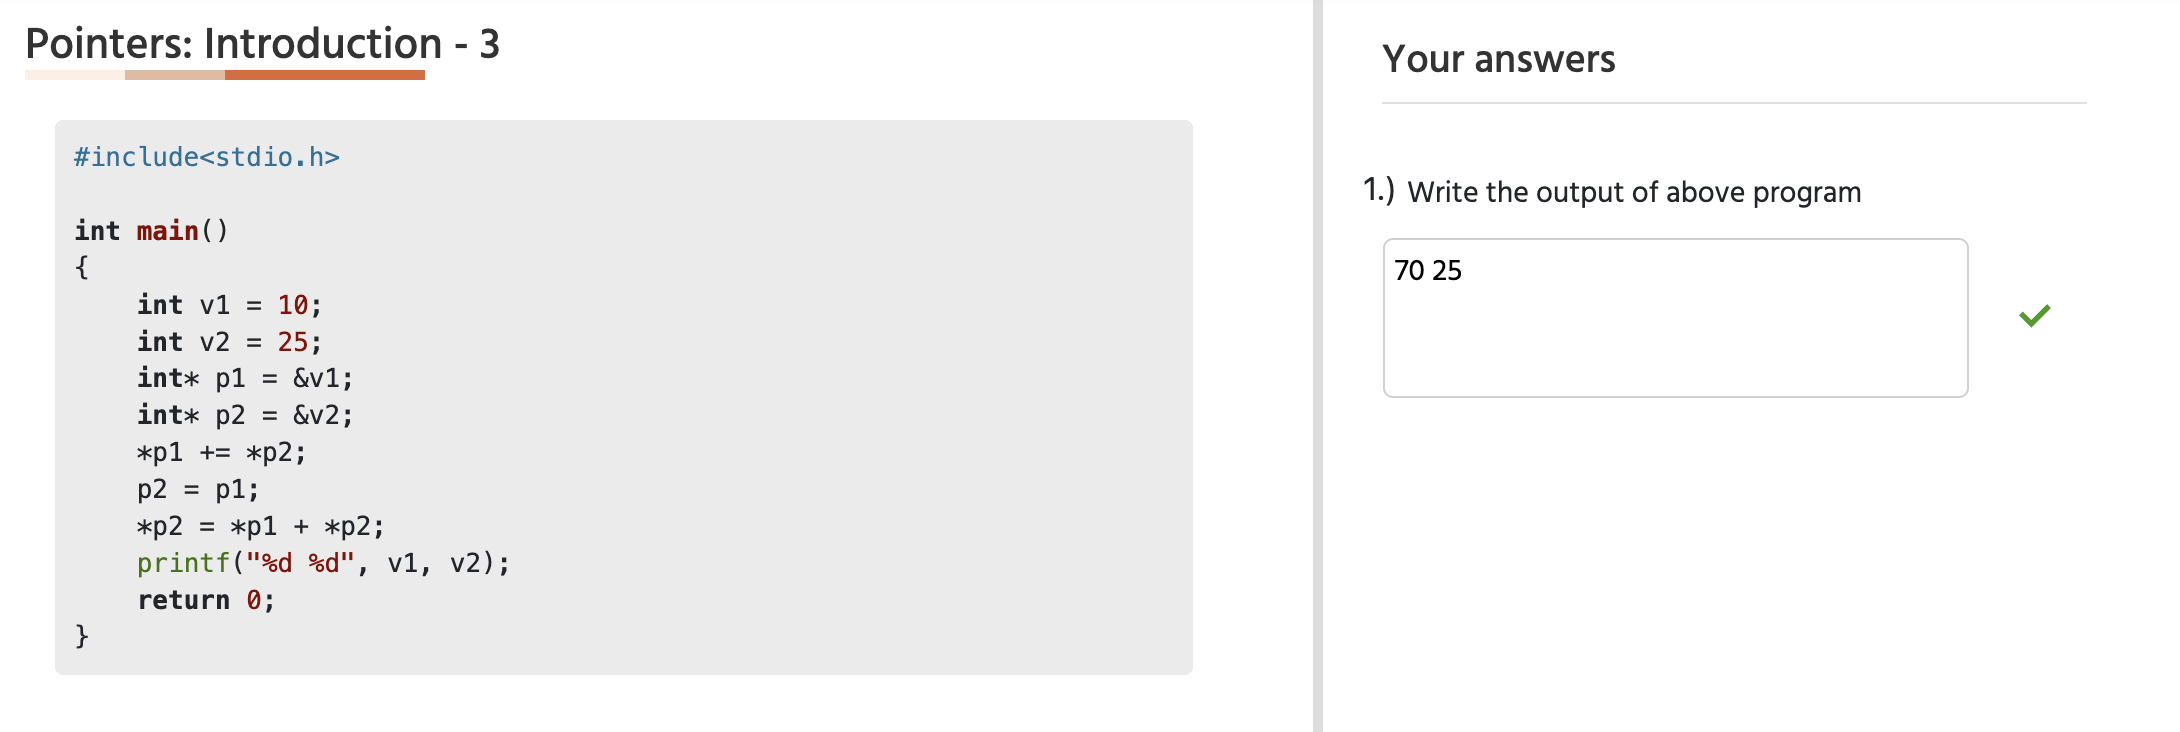 Pointers: Introduction - 3
#include<stdio.h>
int main()
{
    int v1 = 10;
    int v2 = 25;
    int* p1 = &v1;
    int* p2 = &v2;
    *p1 += *p2;
    p2 = p1;
    *p2 = *p1 + *p2;
    printf("%d %d", v1, v2);
    return 0;
}
Your answers
1.) Write the output of above program
70 25